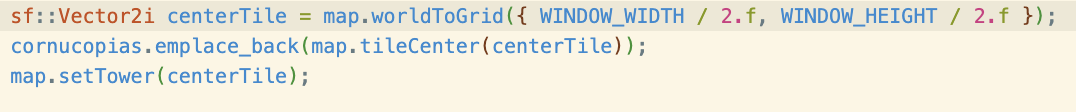 sf::Vector2i centerTile = map.worldToGrid({ WINDOW_WIDTH / 2.f, WINDOW_HEIGHT / 2.f });
cornucopias.emplace_back(map.tileCenter(centerTile));
map.setTower(centerTile);